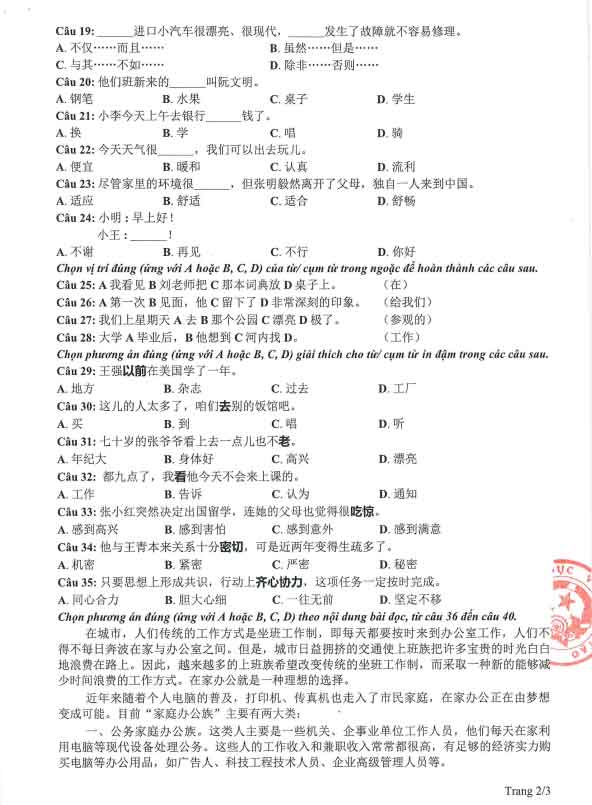 Câu 19: ______进口小汽车很漂亮、很现代，______发生了故障就不容易修理。
A. 不仅……而且…… B. 虽然……但是……
C. 与其……不如…… D. 除非……否则……
Câu 20: 他们班新来的______叫阮文明。
A. 钢笔 B. 水果 C. 桌子 D. 学生
Câu 21: 小李今天上午去银行______钱了。
A. 换 B. 学 C. 唱 D. 骑
Câu 22: 今天天气很______，我们可以出去玩儿。
A. 便宜 B. 暖和 C. 认真 D. 流利
Câu 23: 尽管家里的环境很______，但张明毅然离开了父母，独自一人来到中国。
A. 适应 B. 舒适 C. 适合 D. 舒畅
Câu 24: 小明：早上好！
小王：______！
A. 不谢 B. 再见 C. 不行 D. 你好
Chọn vị trí đúng (ứng với A hoặc B, C, D) của từ/ cụm từ trong ngoặc để hoàn thành các câu sau.
Câu 25: A 我看见 B 刘老师把 C 那本词典放 D 桌子上。 （在）
Câu 26: A 第一次 B 见面，他 C 留下了 D 非常深刻的印象。 （给我们）
Câu 27: 我们上星期天 A 去 B 那个公园 C 漂亮 D 极了。 （参观的）
Câu 28: 大学 A 毕业后，B 他想到 C 河内找 D。 （工作）
Chọn phương án đúng (ứng với A hoặc B, C, D) giải thích cho từ/ cụm từ in đậm trong các câu sau.
Câu 29: 王强以前在美国学了一年。
A. 地方 B. 杂志 C. 过去 D. 工厂
Câu 30: 这儿的人太多了，咱们去别的饭馆吧。
A. 买 B. 到 C. 唱 D. 听
Câu 31: 七十岁的张爷爷看上去一点儿也不老。
A. 年纪大 B. 身体好 C. 高兴 D. 漂亮
Câu 32: 都九点了，我看他今天不会来上课的。
A. 工作 B. 告诉 C. 认为 D. 通知
Câu 33: 张小红突然决定出国留学，连她的父母也觉得很吃惊。
A. 感到高兴 B. 感到害怕 C. 感到意外 D. 感到满意
Câu 34: 他与王青本来关系十分密切，可是近两年变得生疏多了。
A. 机密 B. 紧密 C. 严密 D. 秘密
Câu 35: 只要思想上形成共识，行动上齐心协力，这项任务一定按时完成。
A. 同心合力 B. 胆大心细 C. 一往无前 D. 坚定不移
Chọn phương án đúng (ứng với A hoặc B, C, D) theo nội dung bài đọc, từ câu 36 đến câu 40.
在城市，人们传统的工作方式是坐班工作制，即每天都要按时来到办公室工作，人们不
得不每日奔波在家与办公室之间。但是，城市日益拥挤的交通使上班族把许多宝贵的时光白白
地浪费在路上。因此，越来越多的上班族希望改变传统的坐班工作制，而采取一种新的能够减
少时间浪费的工作方式。在家办公就是一种理想的选择。
近年来随着个人电脑的普及，打印机、传真机也走入了市民家庭，在家办公正在由梦想
变成可能。目前“家庭办公族”主要有两大类：
一、公务家庭办公族。这类人主要是一些机关、企事业单位工作人员，他们每天在家利
用电脑等现代设备处理公务。这些人的工作收入和兼职收入常常都很高，有足够的经济实力购
买电脑等办公用品，如广告人、科技工程技术人员、企业高级管理人员等。
Trang 2/3